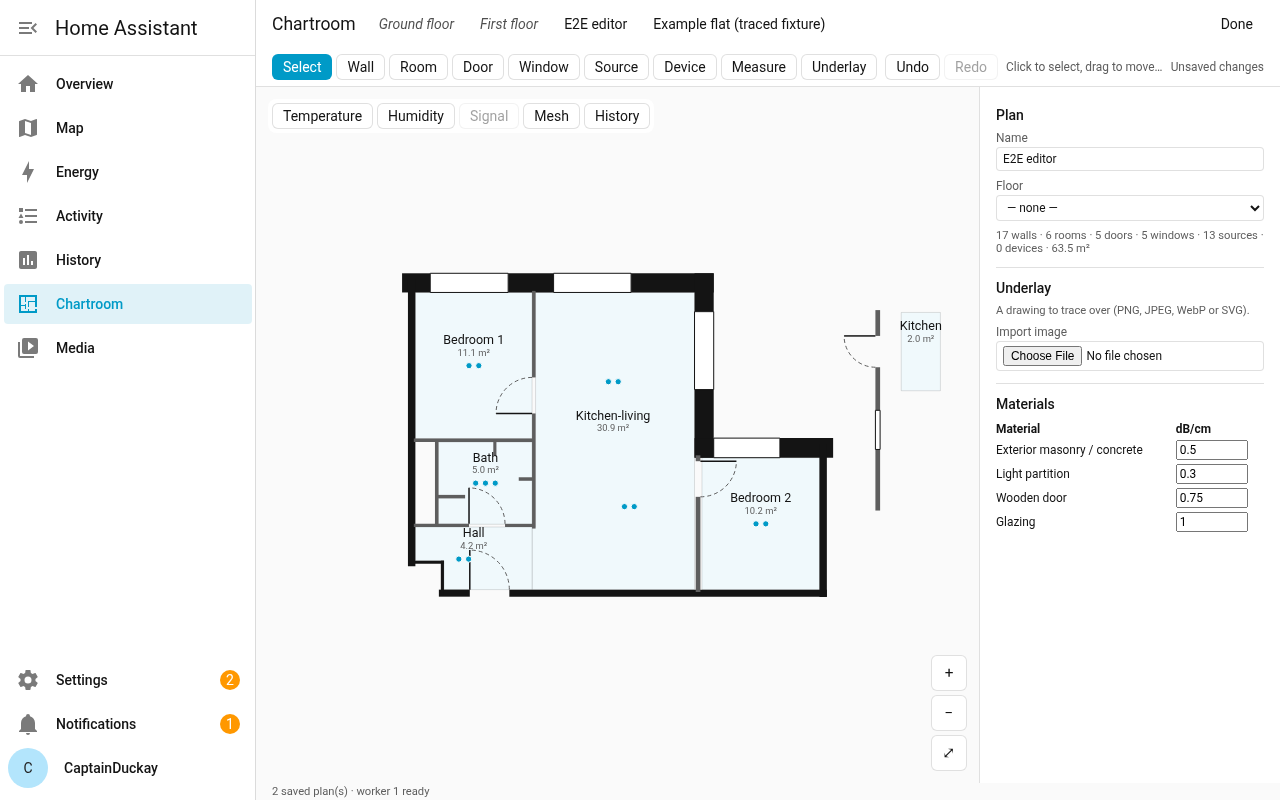 Home Assistant
Overview
Map
Energy
Activity
History
Chartroom
Media
Settings 2
Notifications 1
C CaptainDuckay
Chartroom Ground floor First floor E2E editor Example flat (traced fixture) Done
Select Wall Room Door Window Source Device Measure Underlay Undo Redo Click to select, drag to move… Unsaved changes
Temperature Humidity Signal Mesh History
Bedroom 1
11.1 m²
Kitchen-living
30.9 m²
Bath
5.0 m²
Hall
4.2 m²
Bedroom 2
10.2 m²
Kitchen
2.0 m²
+
−
⤢
2 saved plan(s) · worker 1 ready
Plan
Name
E2E editor
Floor
— none —
17 walls · 6 rooms · 5 doors · 5 windows · 13 sources ·
0 devices · 63.5 m²
Underlay
A drawing to trace over (PNG, JPEG, WebP or SVG).
Import image
Choose File No file chosen
Materials
Material dB/cm
Exterior masonry / concrete 0.5
Light partition 0.3
Wooden door 0.75
Glazing 1